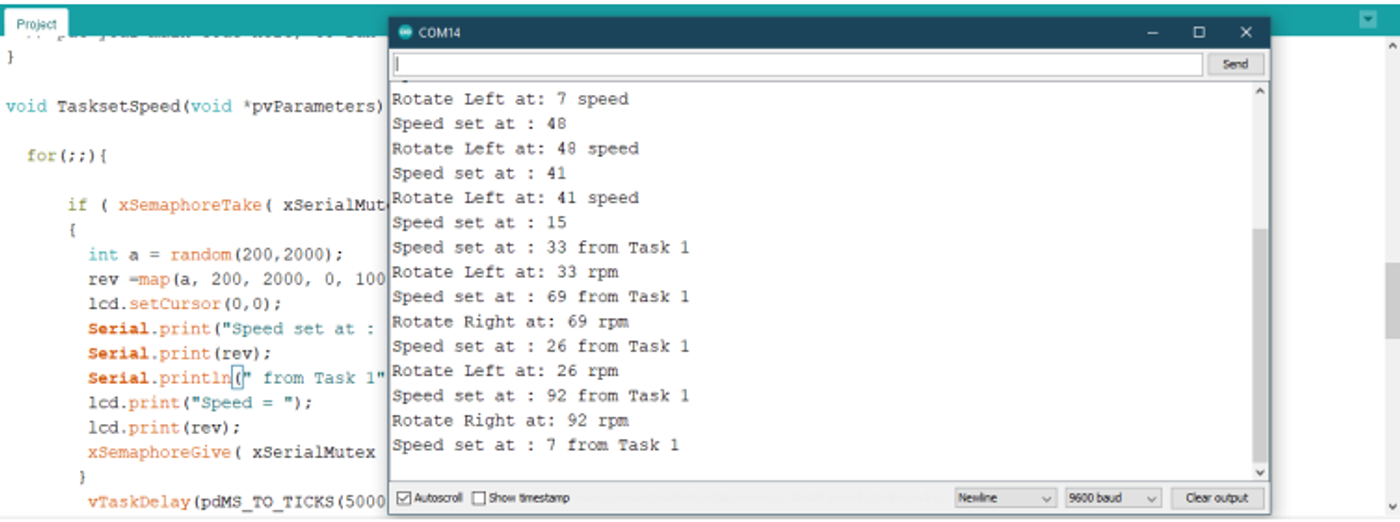 Project
}
void TasksetSpeed(void *pvParameters)
for(;;){
if ( xSemaphoreTake( xSerialMut
{
int a = random(200,2000);
rev =map(a, 200, 2000, 0, 100
lcd.setCursor(0,0);
Serial.print("Speed set at :
Serial.print(rev);
Serial.println(" from Task 1"
lcd.print("Speed = ");
lcd.print(rev);
xSemaphoreGive( xSerialMutex
}
vTaskDelay(pdMS_TO_TICKS(5000
COM14
Send
Rotate Left at: 7 speed
Speed set at : 48
Rotate Left at: 48 speed
Speed set at : 41
Rotate Left at: 41 speed
Speed set at : 15
Speed set at : 33 from Task 1
Rotate Left at: 33 rpm
Speed set at : 69 from Task 1
Rotate Right at: 69 rpm
Speed set at : 26 from Task 1
Rotate Left at: 26 rpm
Speed set at : 92 from Task 1
Rotate Right at: 92 rpm
Speed set at : 7 from Task 1
Autoscroll Show timestamp Newline 9600 baud Clear output